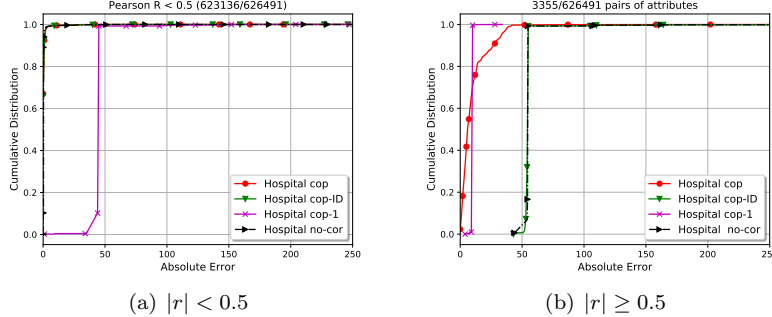 Pearson R < 0.5 (623136/626491)
1.0
0.8
0.6
0.4
0.2
0.0
Cumulative Distribution
Hospital cop
Hospital cop-ID
Hospital cop-1
Hospital no-cor
0 50 100 150 200 250
Absolute Error
(a) |r| < 0.5
3355/626491 pairs of attributes
1.0
0.8
0.6
0.4
0.2
0.0
Cumulative Distribution
Hospital cop
Hospital cop-ID
Hospital cop-1
Hospital no-cor
0 50 100 150 200 250
Absolute Error
(b) |r| ≥ 0.5